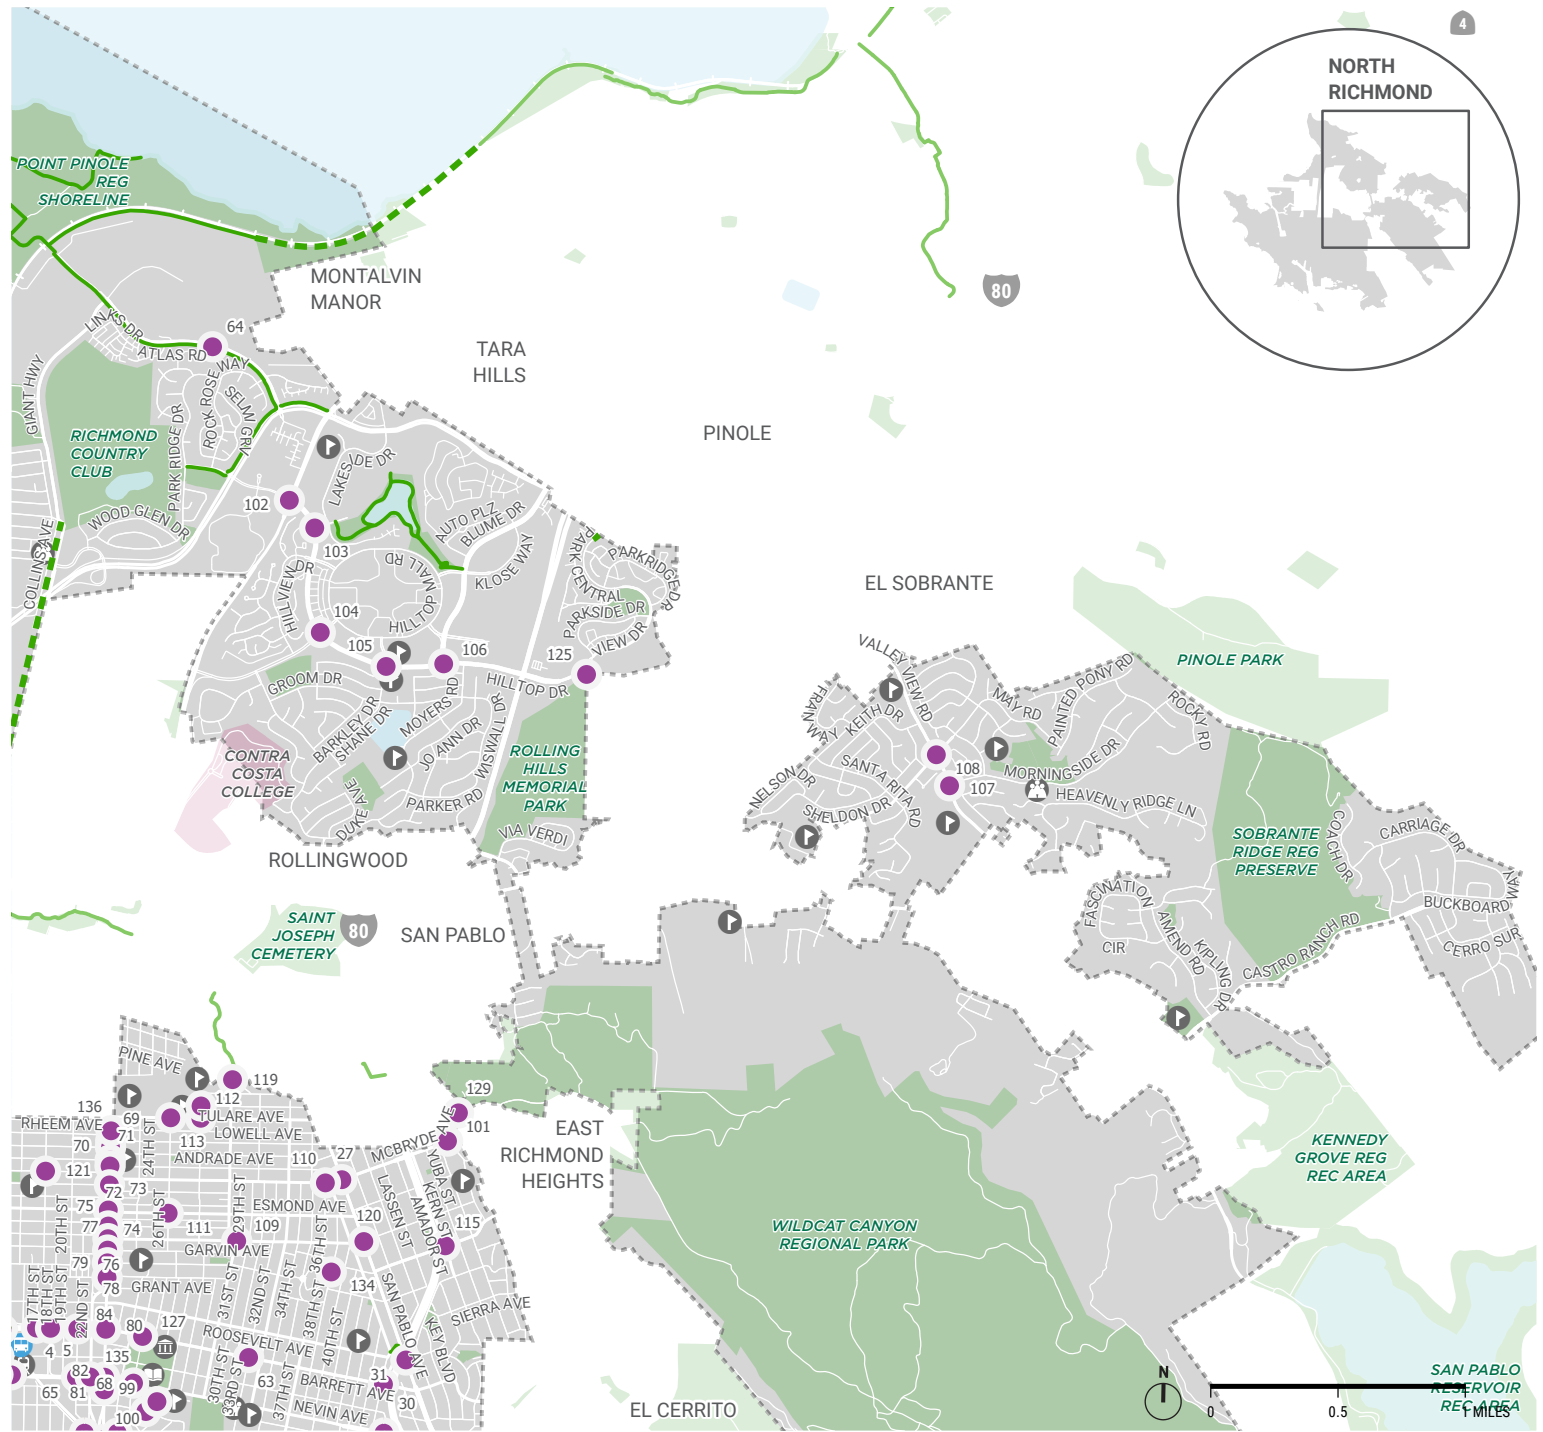 4
NORTH
RICHMOND
POINT PINOLE
REG
SHORELINE
MONTALVIN
MANOR
80
LINKS DR
64
ATLAS RD
TARA
HILLS
GIANT HWY
ROCK ROSE WAY
SELMI GRV
PARK RIDGE DR
RICHMOND
COUNTRY
CLUB
PINOLE
LAKESIDE DR
102
WOOD GLEN DR
AUTO PLZ
BLUME DR
103
COLLINS AVE
HILLVIEW DR
HILLTOP MALL RD
KLOSE WAY
PARK CENTRAL
PARKRIDGE DR
PARKSIDE DR
VIEW DR
EL SOBRANTE
104
105
106
125
GROOM DR
HILLTOP DR
VALLEY VIEW RD
PINOLE PARK
BARKLEY DR
SHANE DR
MOYERS RD
JO ANN DR
WISWALL DR
FRAN WAY
KEITH DR
MAY RD
PAINTED PONY RD
ROCKY RD
CONTRA
COSTA
COLLEGE
ROLLING
HILLS
MEMORIAL
PARK
DUKE AVE
PARKER RD
NELSON DR
SANTA RITA RD
108
107
MORNINGSIDE DR
HEAVENLY RIDGE LN
SHELDON DR
VIA VERDI
SOBRANTE
RIDGE REG
PRESERVE
COACH DR
CARRIAGE DR
ROLLINGWOOD
FASCINATION
CIR
AMEND RD
KIPLING DR
CASTRO RANCH RD
BUCKBOARD WAY
CERRO SUR
SAINT
JOSEPH
CEMETERY
80
SAN PABLO
PINE AVE
119
136
RHEEM AVE
69
112
TULARE AVE
129
70
71
113
LOWELL AVE
MCBRYDE AVE
101
EAST
RICHMOND
HEIGHTS
KENNEDY
GROVE REG
REC AREA
24TH ST
ANDRADE AVE
110
27
121
72
73
YUBA ST
KERN ST
AMADOR ST
LASSEN ST
75
20TH ST
26TH ST
29TH ST
ESMOND AVE
77
74
111
109
36TH ST
120
115
WILDCAT CANYON
REGIONAL PARK
79
76
GARVIN AVE
78
GRANT AVE
134
17TH ST
18TH ST
19TH ST
22ND ST
31ST ST
32ND ST
34TH ST
38TH ST
40TH ST
SAN PABLO AVE
SIERRA AVE
KEY BLVD
84
80
127
ROOSEVELT AVE
4
5
135
82
68
65
81
99
30TH ST
33RD ST
63
37TH ST
BARRETT AVE
31
30
100
NEVIN AVE
EL CERRITO
SAN PABLO
RESERVOIR
REC AREA
N
0
0.5
1 MILES